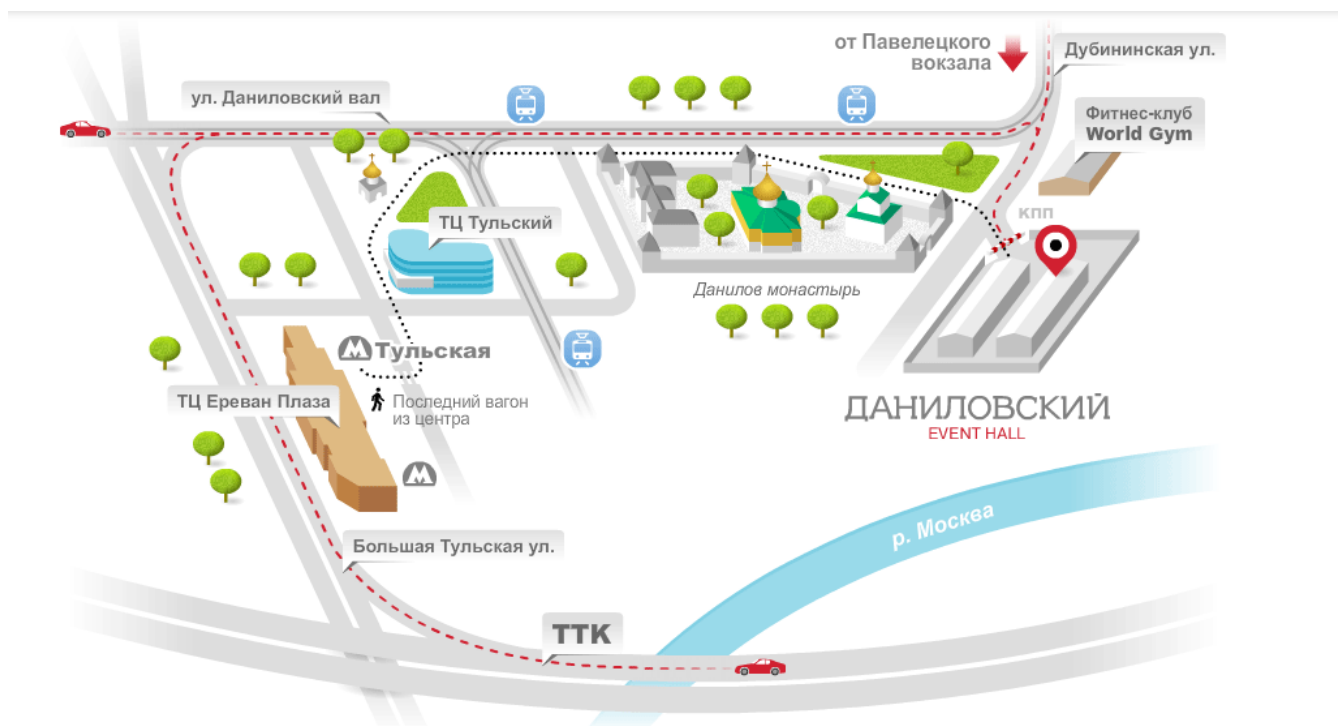 от Павелецкого
вокзала
Дубининская ул.
ул. Даниловский вал
Фитнес-клуб
World Gym
ТЦ Тульский
КПП
Данилов монастырь
Тульская
ТЦ Ереван Плаза
Последний вагон
из центра
ДАНИЛОВСКИЙ
EVENT HALL
р. Москва
Большая Тульская ул.
ТТК